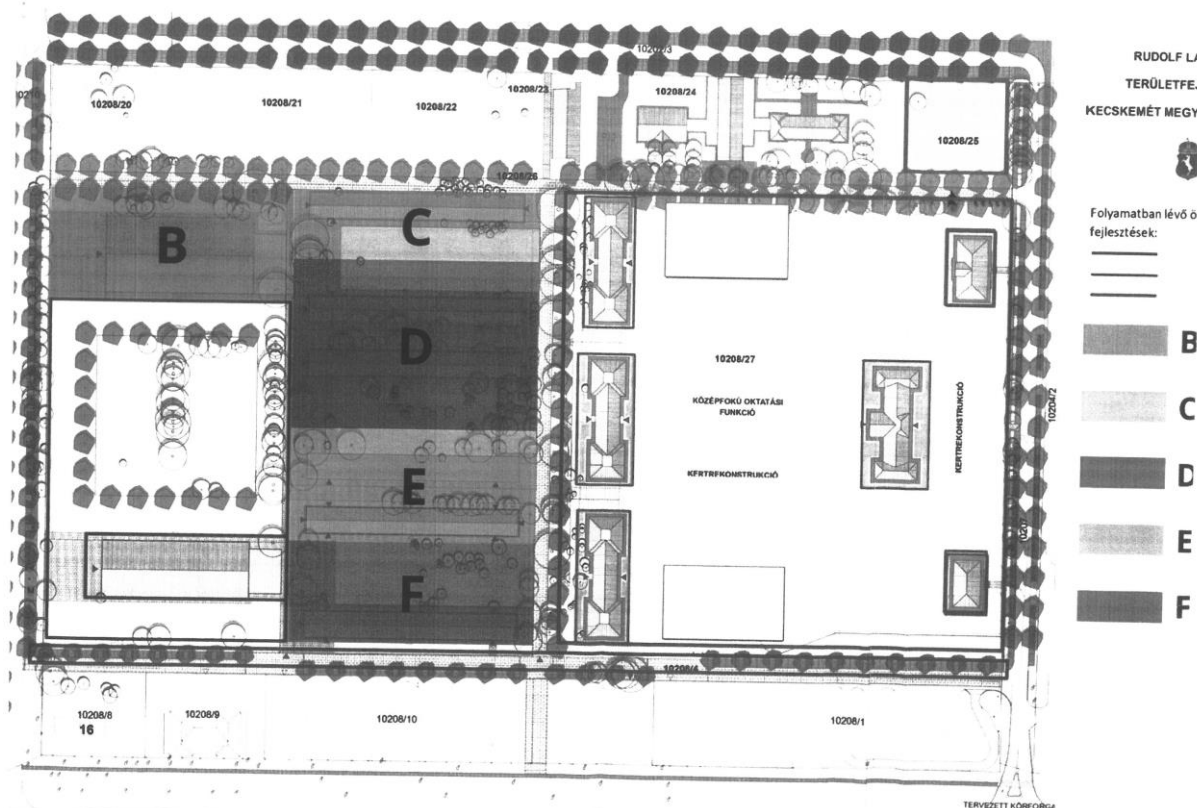 RUDOLF LA
TERÜLETFEJ
KECSKEMÉT MEGY
10208/20
10208/21
10208/22
10208/23
10208/24
10208/25
10208/26
Folyamatban lévő ö
fejlesztések:
B
C
D
E
F
B
C
D
E
F
10208/27
KÖZÉPFOKÚ OKTATÁSI
FUNKCIÓ
KERTREKONSTRUKCIÓ
KERTREKONSTRUKCIÓ
10204/2
10207
10208/4
10208/8
16
10208/9
10208/10
10208/1
TERVEZETT KÖRFORGA